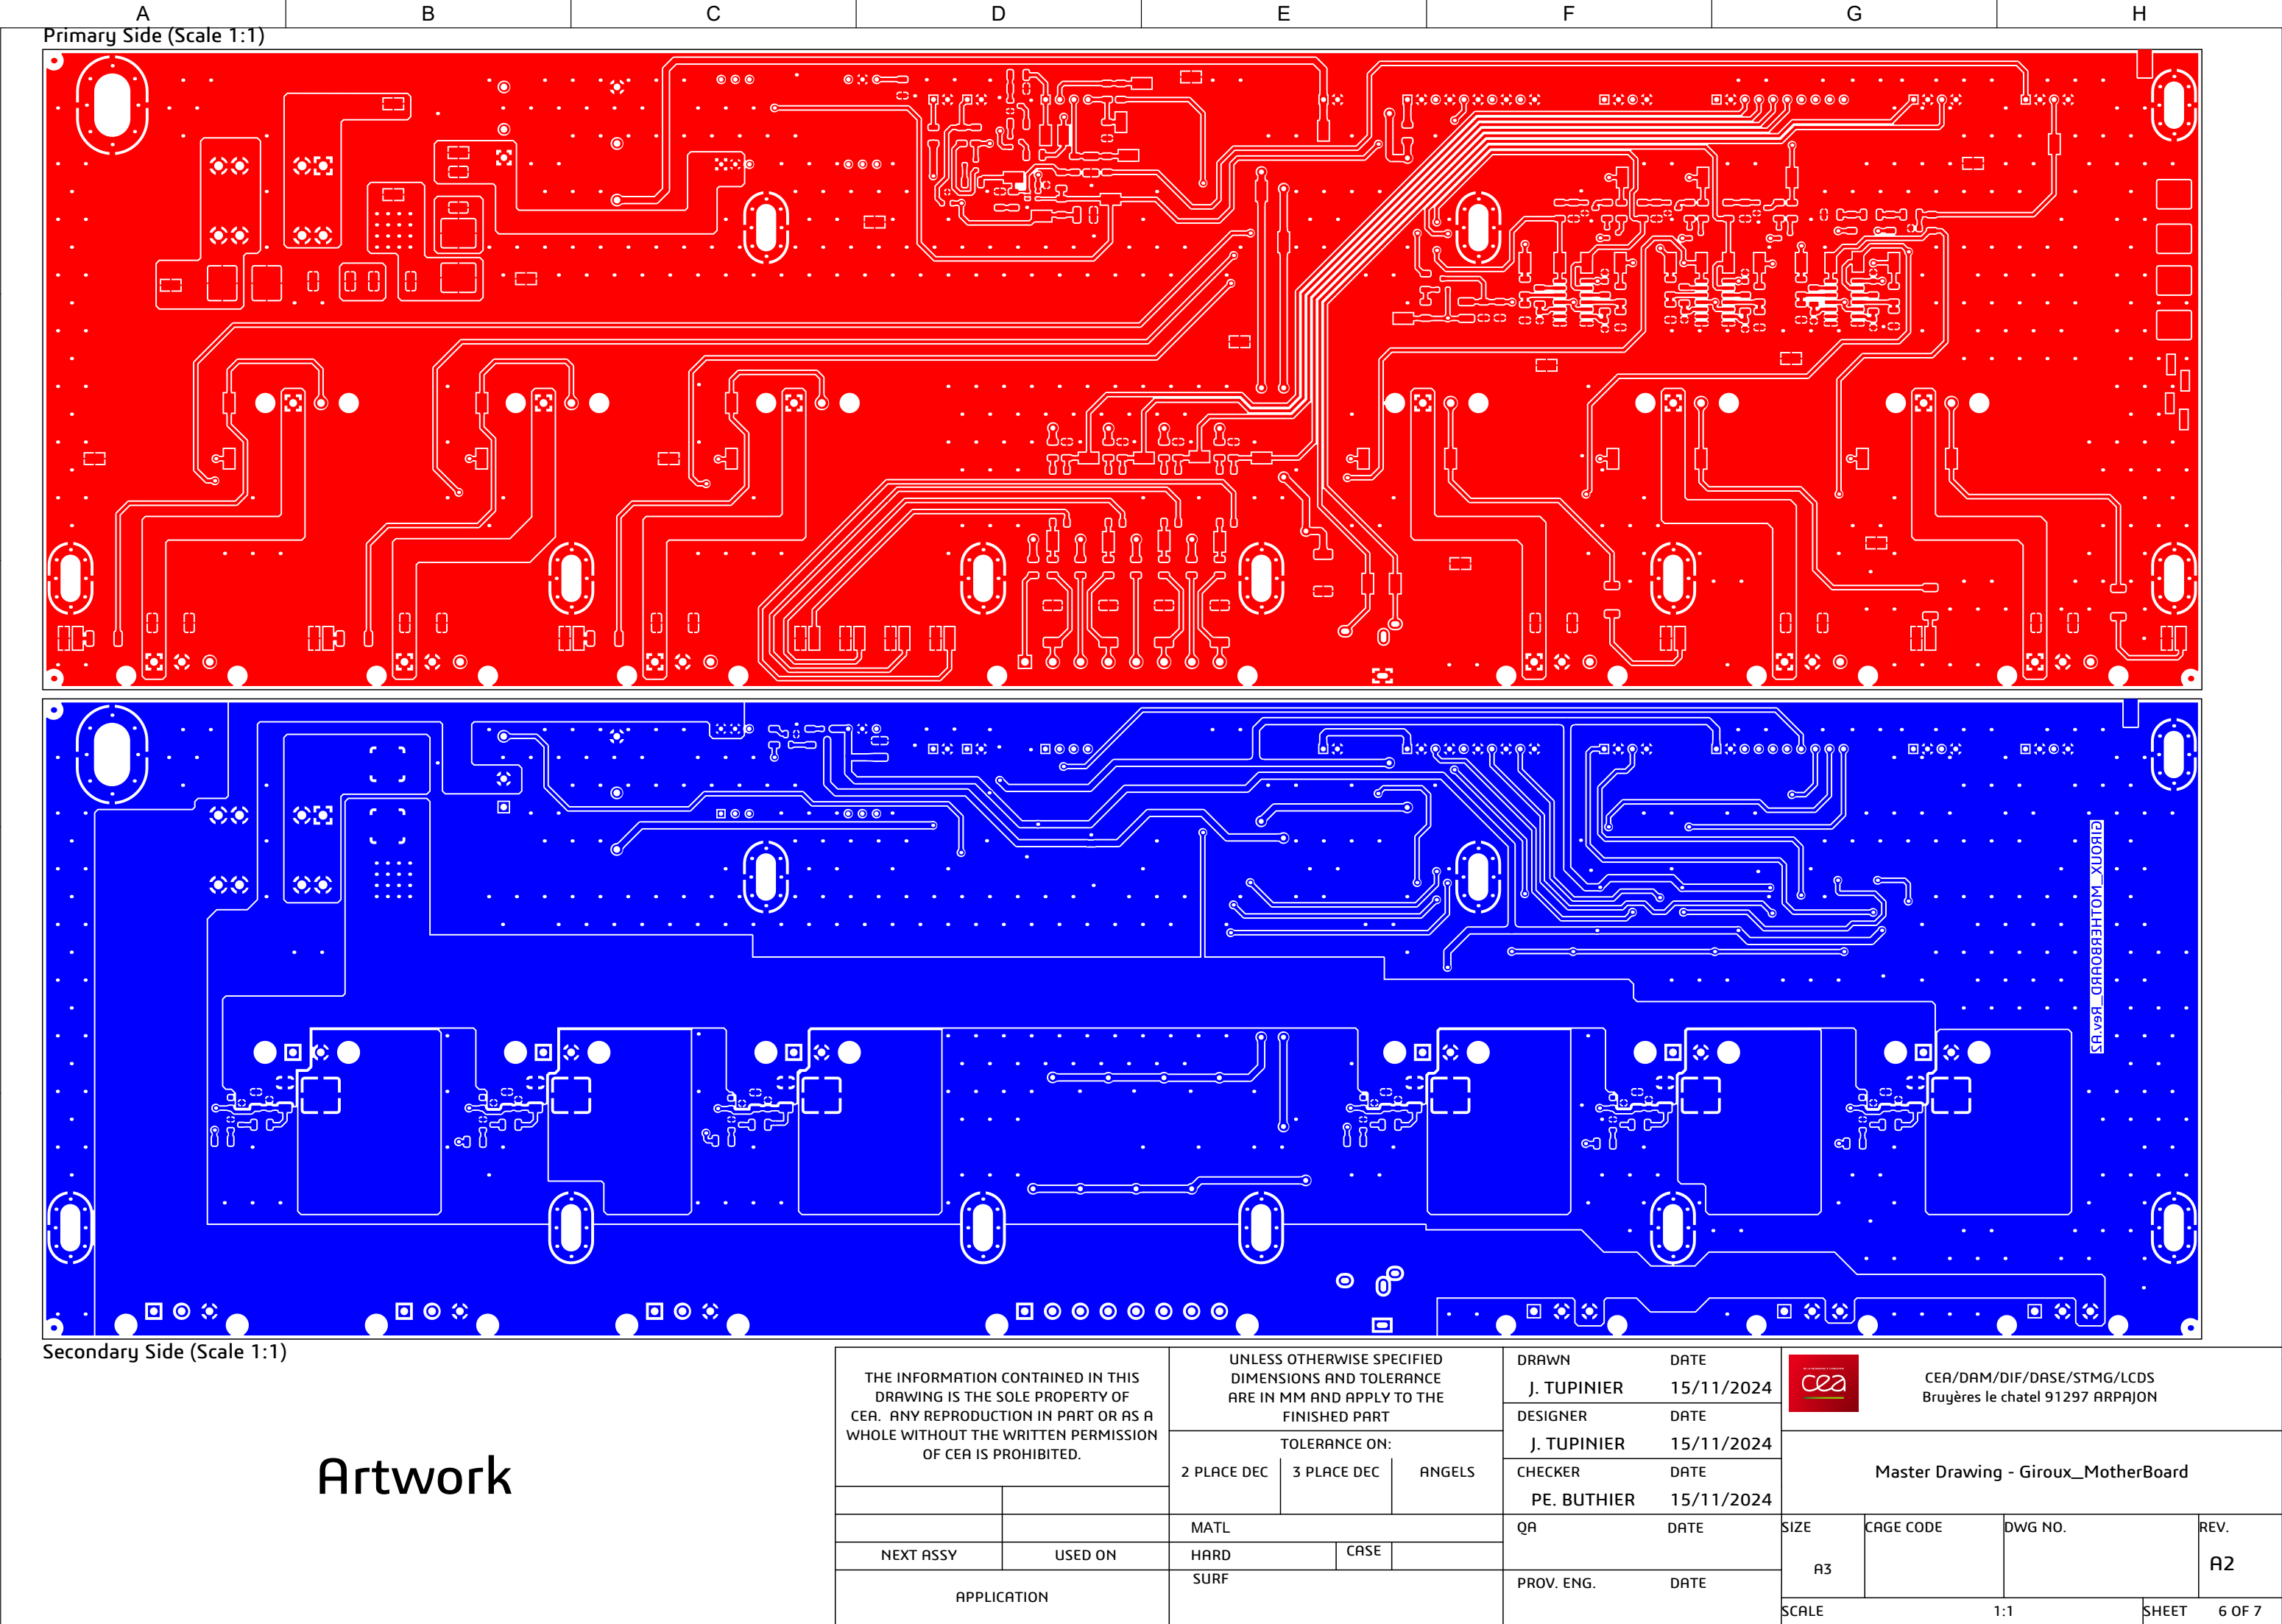 A B C D E F G H
Primary Side (Scale 1:1)
GIROUX_MOTHERBOARD_Rev.A2
Secondary Side (Scale 1:1)
Artwork
THE INFORMATION CONTAINED IN THIS
DRAWING IS THE SOLE PROPERTY OF
CEA. ANY REPRODUCTION IN PART OR AS A
WHOLE WITHOUT THE WRITTEN PERMISSION
OF CEA IS PROHIBITED.
NEXT ASSY USED ON
APPLICATION
UNLESS OTHERWISE SPECIFIED
DIMENSIONS AND TOLERANCE
ARE IN MM AND APPLY TO THE
FINISHED PART
TOLERANCE ON:
2 PLACE DEC 3 PLACE DEC ANGELS
MATL
HARD CASE
SURF
DRAWN DATE
J. TUPINIER 15/11/2024
DESIGNER DATE
J. TUPINIER 15/11/2024
CHECKER DATE
PE. BUTHIER 15/11/2024
QA DATE
PROV. ENG. DATE
cea
CEA/DAM/DIF/DASE/STMG/LCDS
Bruyères le chatel 91297 ARPAJON
Master Drawing - Giroux_MotherBoard
SIZE CAGE CODE DWG NO. REV.
A3 A2
SCALE 1:1 SHEET 6 OF 7